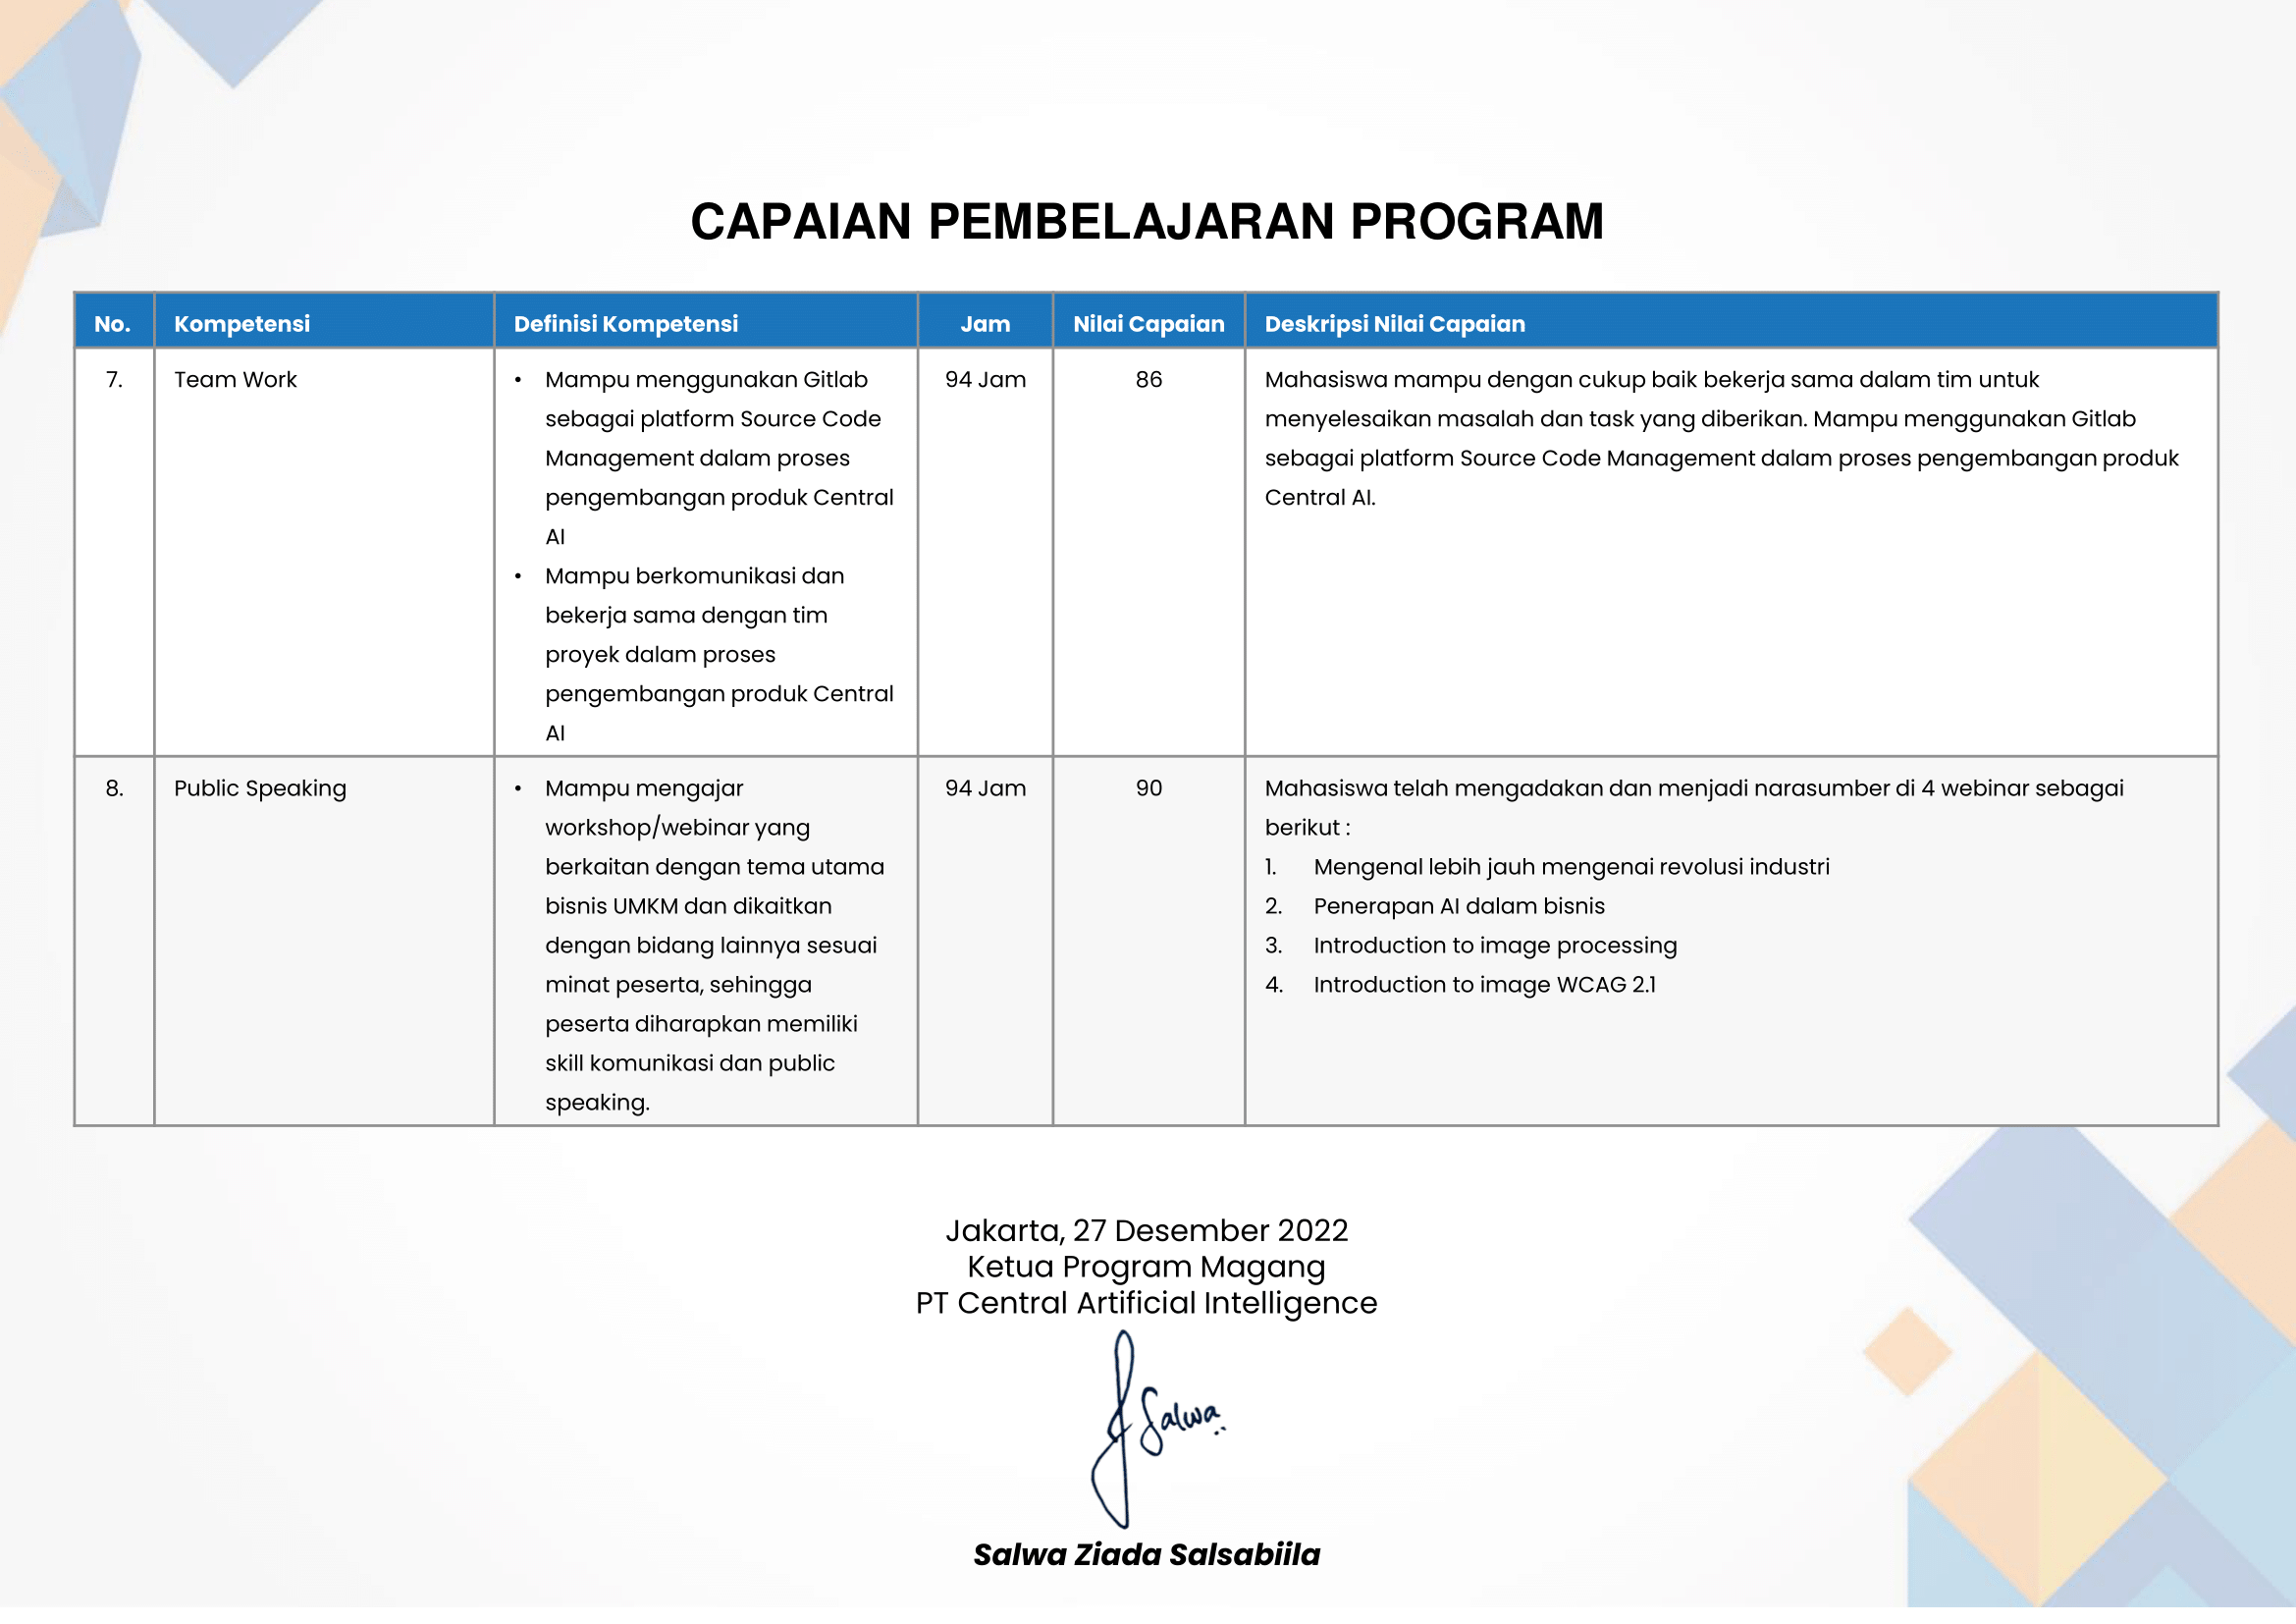 CAPAIAN PEMBELAJARAN PROGRAM
No. Kompetensi Definisi Kompetensi Jam Nilai Capaian Deskripsi Nilai Capaian
7. Team Work
• Mampu menggunakan Gitlab
sebagai platform Source Code
Management dalam proses
pengembangan produk Central
AI
• Mampu berkomunikasi dan
bekerja sama dengan tim
proyek dalam proses
pengembangan produk Central
AI
94 Jam
86
Mahasiswa mampu dengan cukup baik bekerja sama dalam tim untuk
menyelesaikan masalah dan task yang diberikan. Mampu menggunakan Gitlab
sebagai platform Source Code Management dalam proses pengembangan produk
Central AI.
8. Public Speaking
• Mampu mengajar
workshop/webinar yang
berkaitan dengan tema utama
bisnis UMKM dan dikaitkan
dengan bidang lainnya sesuai
minat peserta, sehingga
peserta diharapkan memiliki
skill komunikasi dan public
speaking.
94 Jam
90
Mahasiswa telah mengadakan dan menjadi narasumber di 4 webinar sebagai
berikut :
1. Mengenal lebih jauh mengenai revolusi industri
2. Penerapan AI dalam bisnis
3. Introduction to image processing
4. Introduction to image WCAG 2.1
Jakarta, 27 Desember 2022
Ketua Program Magang
PT Central Artificial Intelligence
Salwa
Salwa Ziada Salsabiila